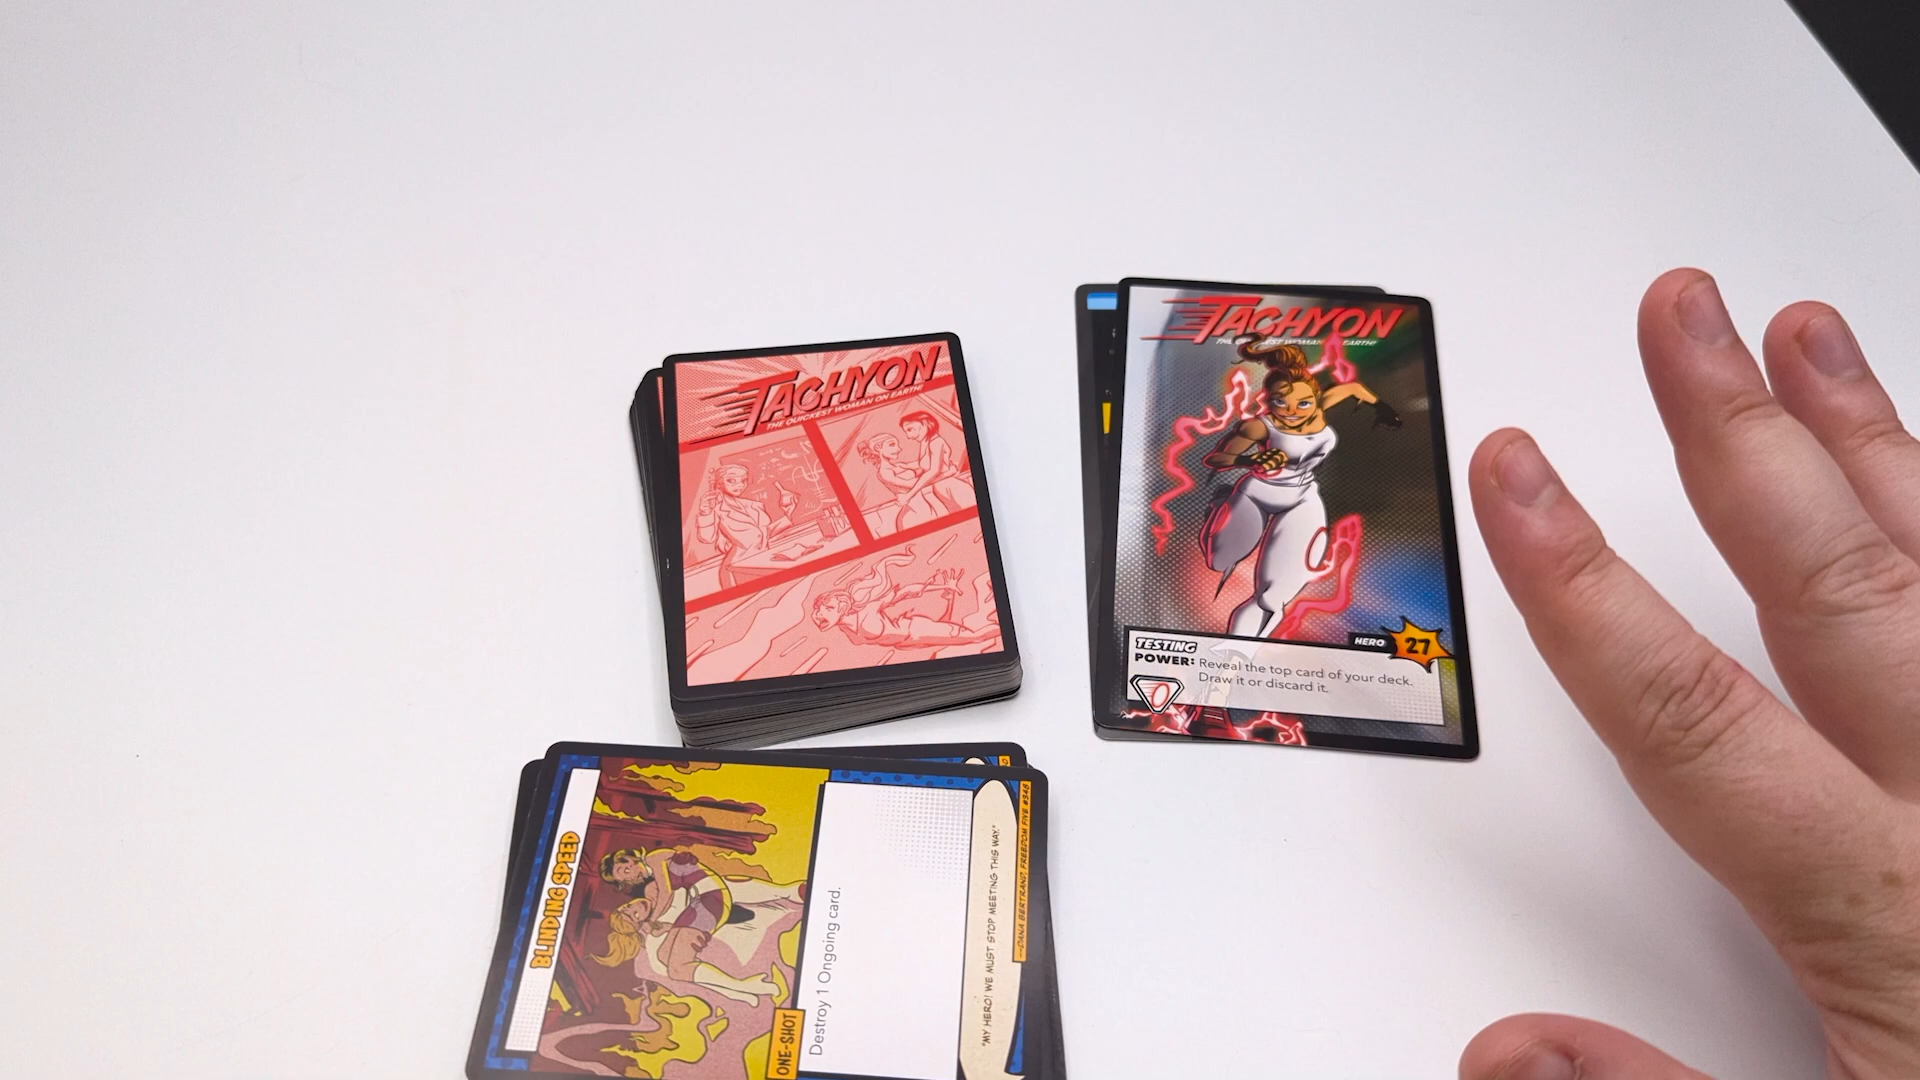 TACHYON
THE QUICKEST WOMAN ON EARTH!
TACHYON
WOMAN EARTH!
TESTING
HERO
27
POWER: Reveal the top card of your deck.
Draw it or discard it.
BLINDING SPEED
ONE-SHOT
Destroy 1 Ongoing card.
"MY HERO! WE MUST STOP MEETING THIS WAY."
—DANA BERTRAND, FREEDOM FIVE #348